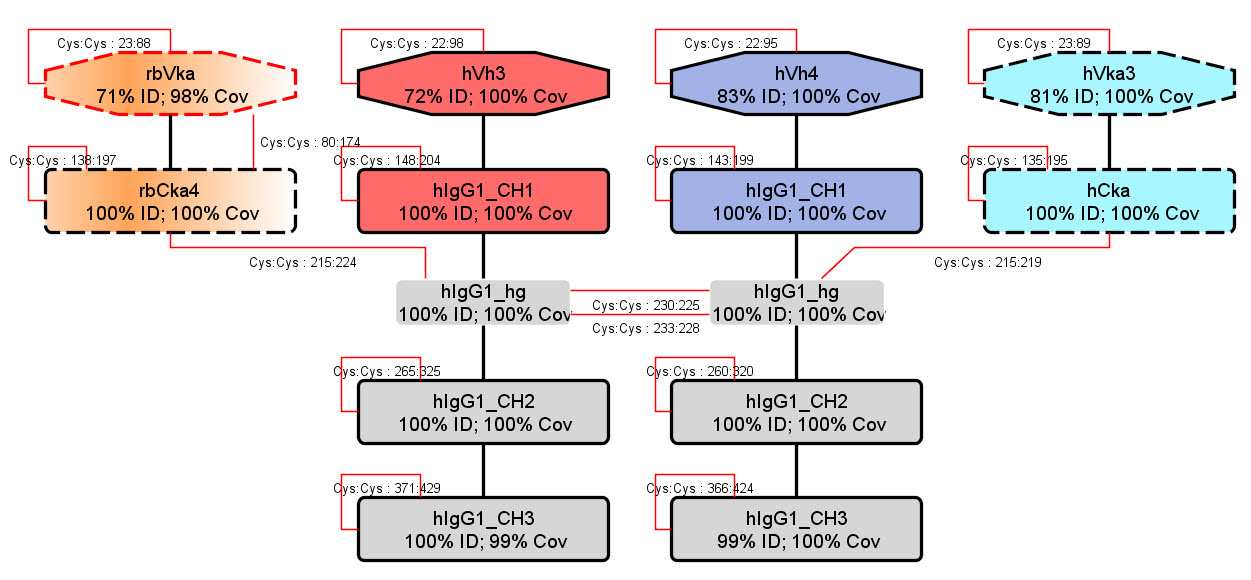 Cys:Cys : 23:88
Cys:Cys : 22:98
Cys:Cys : 22:95
Cys:Cys : 23:89
rbVka
71% ID; 98% Cov
hVh3
72% ID; 100% Cov
hVh4
83% ID; 100% Cov
hVka3
81% ID; 100% Cov
Cys:Cys : 80:174
Cys:Cys : 138:197
Cys:Cys : 148:204
Cys:Cys : 143:199
Cys:Cys : 135:195
rbCka4
100% ID; 100% Cov
hIgG1_CH1
100% ID; 100% Cov
hIgG1_CH1
100% ID; 100% Cov
hCka
100% ID; 100% Cov
Cys:Cys : 215:224
Cys:Cys : 215:219
hIgG1_hg
100% ID; 100% Cov
Cys:Cys : 230:225
Cys:Cys : 233:228
hIgG1_hg
100% ID; 100% Cov
Cys:Cys : 265:325
Cys:Cys : 260:320
hIgG1_CH2
100% ID; 100% Cov
hIgG1_CH2
100% ID; 100% Cov
Cys:Cys : 371:429
Cys:Cys : 366:424
hIgG1_CH3
100% ID; 99% Cov
hIgG1_CH3
99% ID; 100% Cov